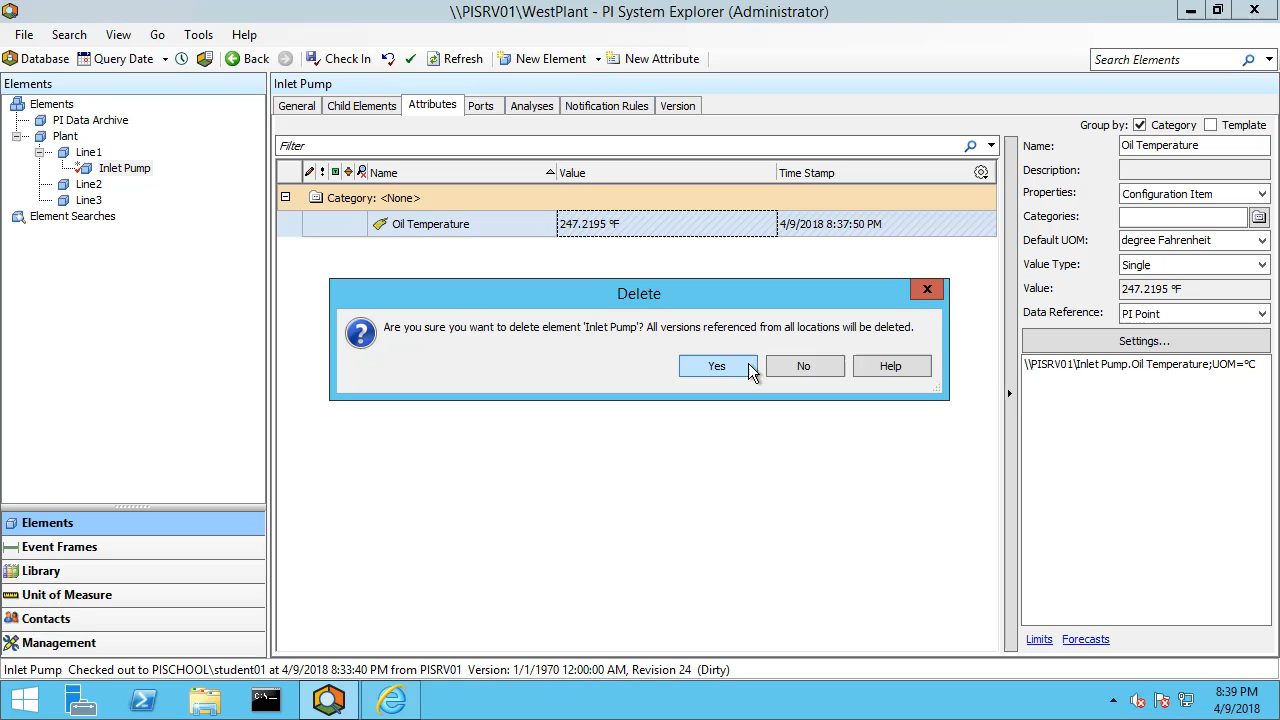 \\PISRV01\WestPlant - PI System Explorer (Administrator)
File Search View Go Tools Help
Database Query Date Back Check In Refresh New Element New Attribute Search Elements
Elements
Elements
PI Data Archive
Plant
Line1
Inlet Pump
Line2
Line3
Element Searches
Elements
Event Frames
Library
Unit of Measure
Contacts
Management
Inlet Pump
General Child Elements Attributes Ports Analyses Notification Rules Version
Group by: Category Template
Filter
Name Value Time Stamp
Category: <None>
Oil Temperature 247.2195 °F 4/9/2018 8:37:50 PM
Delete
Are you sure you want to delete element 'Inlet Pump'? All versions referenced from all locations will be deleted.
Yes No Help
Name: Oil Temperature
Description:
Properties: Configuration Item
Categories:
Default UOM: degree Fahrenheit
Value Type: Single
Value: 247.2195 °F
Data Reference: PI Point
Settings...
\\PISRV01\Inlet Pump.Oil Temperature;UOM=°C
Limits Forecasts
Inlet Pump Checked out to PISCHOOL\student01 at 4/9/2018 8:33:40 PM from PISRV01 Version: 1/1/1970 12:00:00 AM, Revision 24 (Dirty)
8:39 PM
4/9/2018